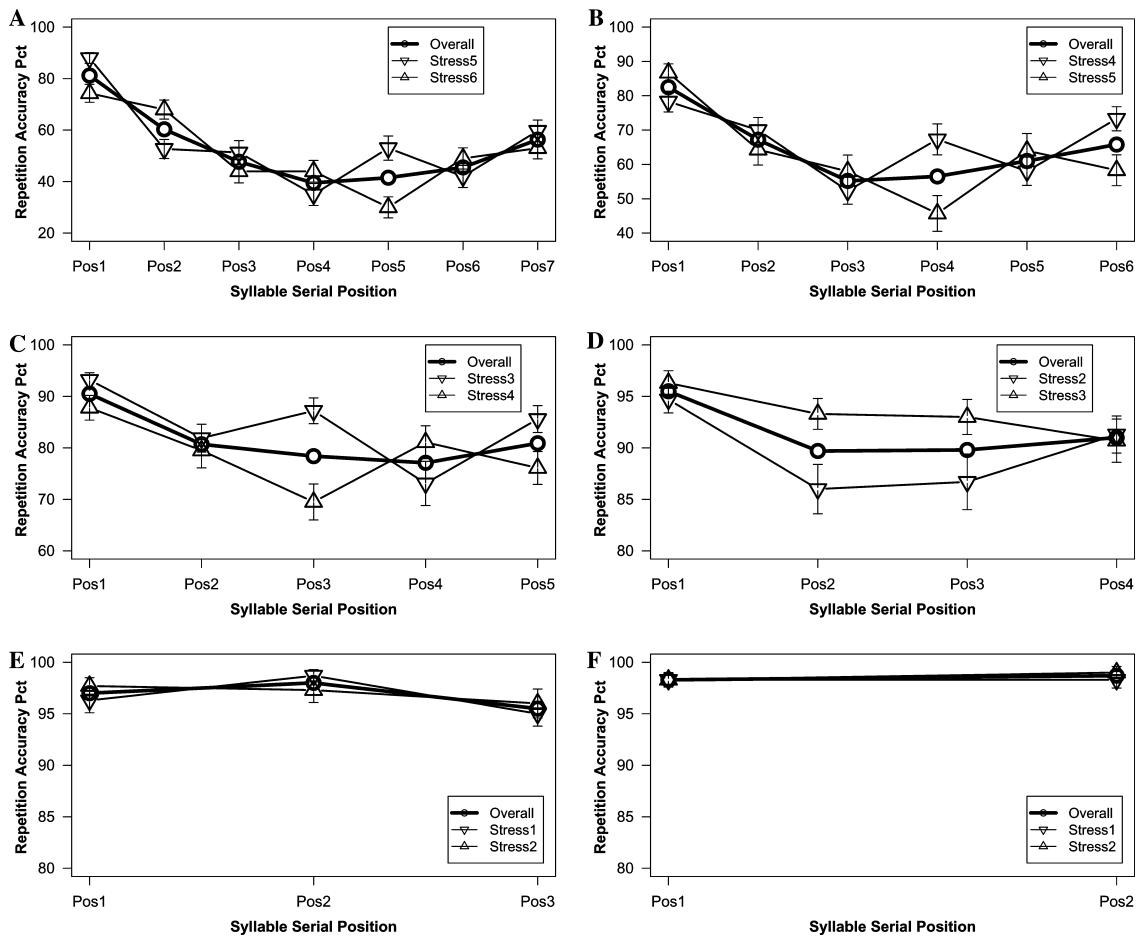 A
Repetition Accuracy Pct
100
80
60
40
20
Overall
Stress5
Stress6
Pos1 Pos2 Pos3 Pos4 Pos5 Pos6 Pos7
Syllable Serial Position
B
Repetition Accuracy Pct
100
90
80
70
60
50
40
Overall
Stress4
Stress5
Pos1 Pos2 Pos3 Pos4 Pos5 Pos6
Syllable Serial Position
C
Repetition Accuracy Pct
100
90
80
70
60
Overall
Stress3
Stress4
Pos1 Pos2 Pos3 Pos4 Pos5
Syllable Serial Position
D
Repetition Accuracy Pct
100
95
90
85
80
Overall
Stress2
Stress3
Pos1 Pos2 Pos3 Pos4
Syllable Serial Position
E
Repetition Accuracy Pct
100
95
90
85
80
Overall
Stress1
Stress2
Pos1 Pos2 Pos3
Syllable Serial Position
F
Repetition Accuracy Pct
100
95
90
85
80
Overall
Stress1
Stress2
Pos1 Pos2
Syllable Serial Position